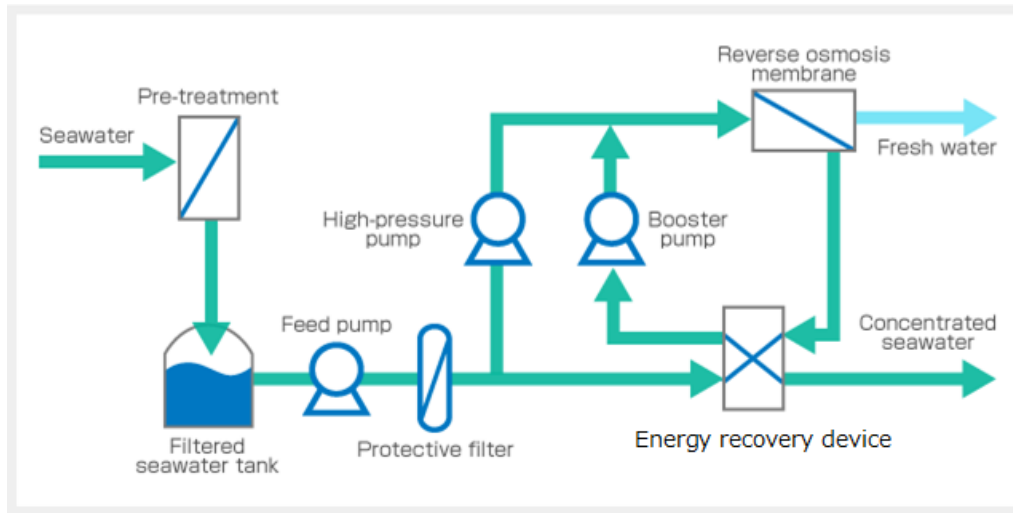 Reverse osmosis
membrane
Pre-treatment
Seawater
Fresh water
High-pressure
pump
Booster
pump
Feed pump
Concentrated
seawater
Filtered
seawater tank
Protective filter
Energy recovery device